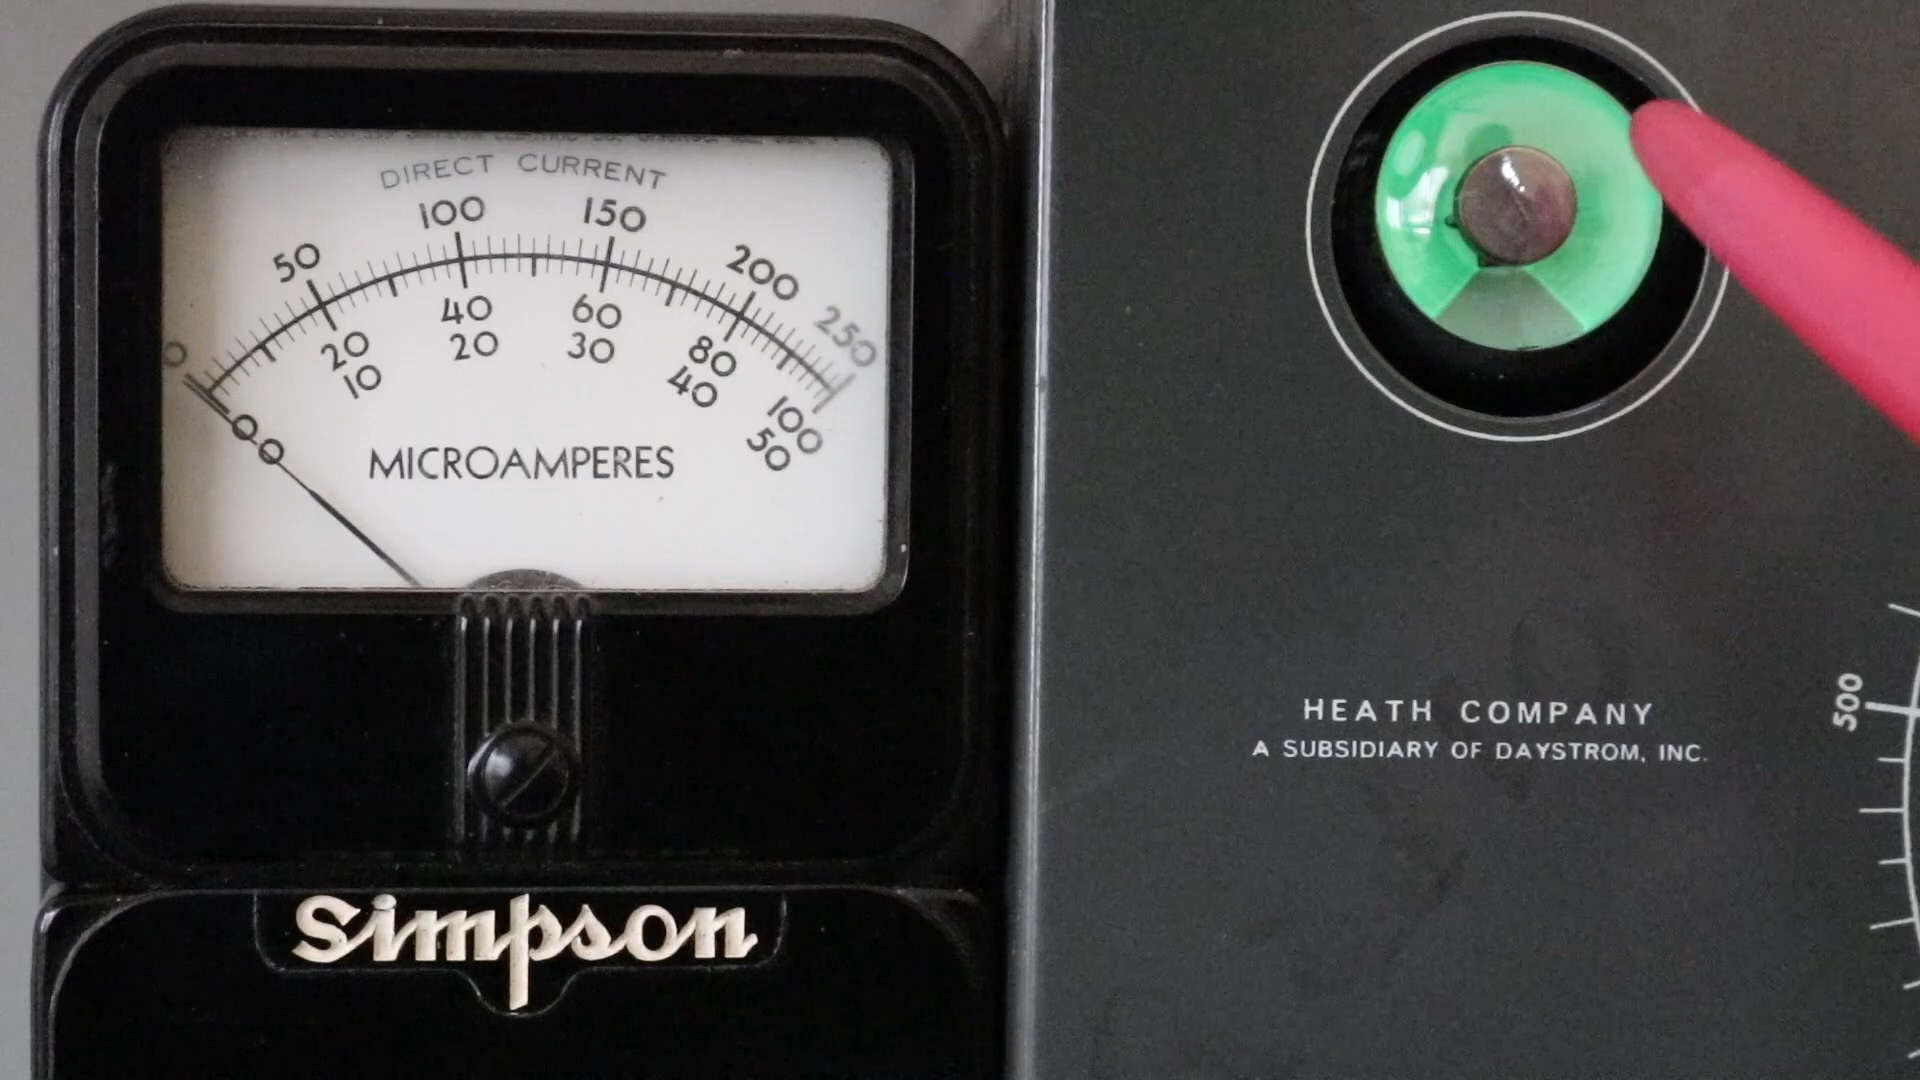 DIRECT CURRENT
0 50 100 150 200 250
0 20 40 60 80 100
0 10 20 30 40 50
MICROAMPERES
simpson
HEATH COMPANY
A SUBSIDIARY OF DAYSTROM, INC.
500